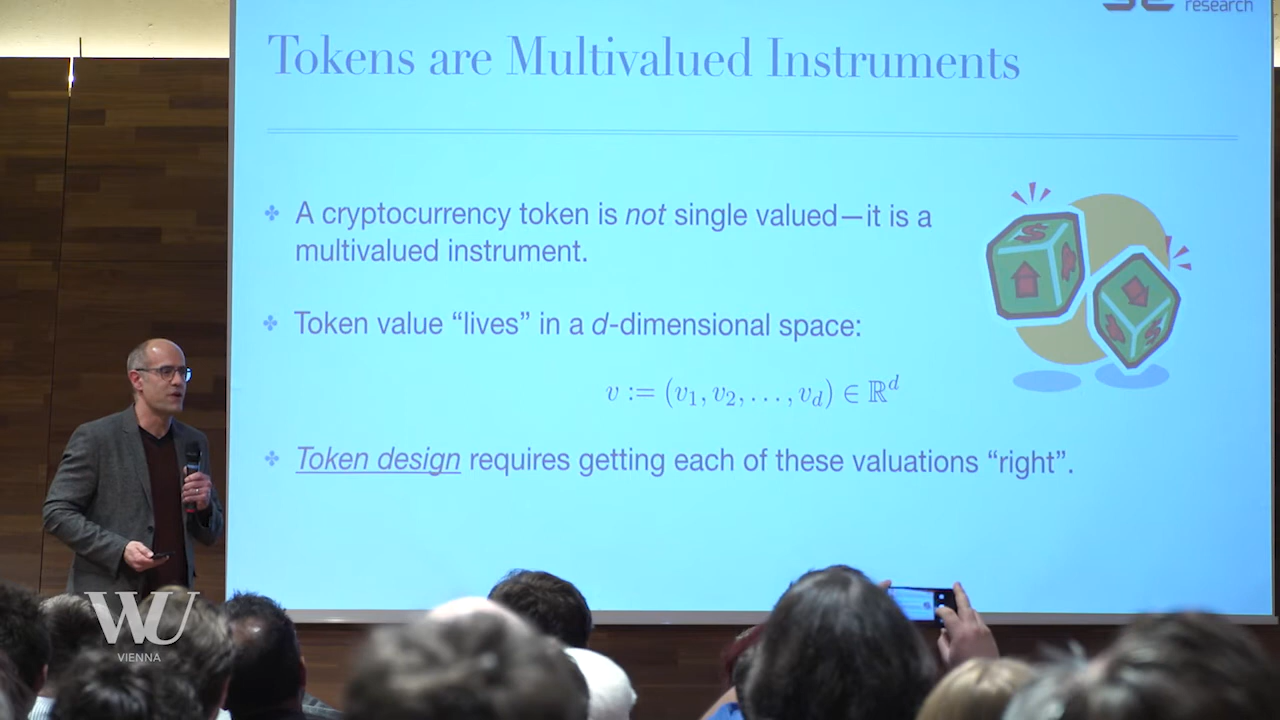 research
Tokens are Multivalued Instruments
A cryptocurrency token is not single valued—it is a
multivalued instrument.
Token value “lives” in a d-dimensional space:
v := (v₁, v₂, . . . , v_d) ∈ ℝᵈ
Token design requires getting each of these valuations “right”.
WU
VIENNA